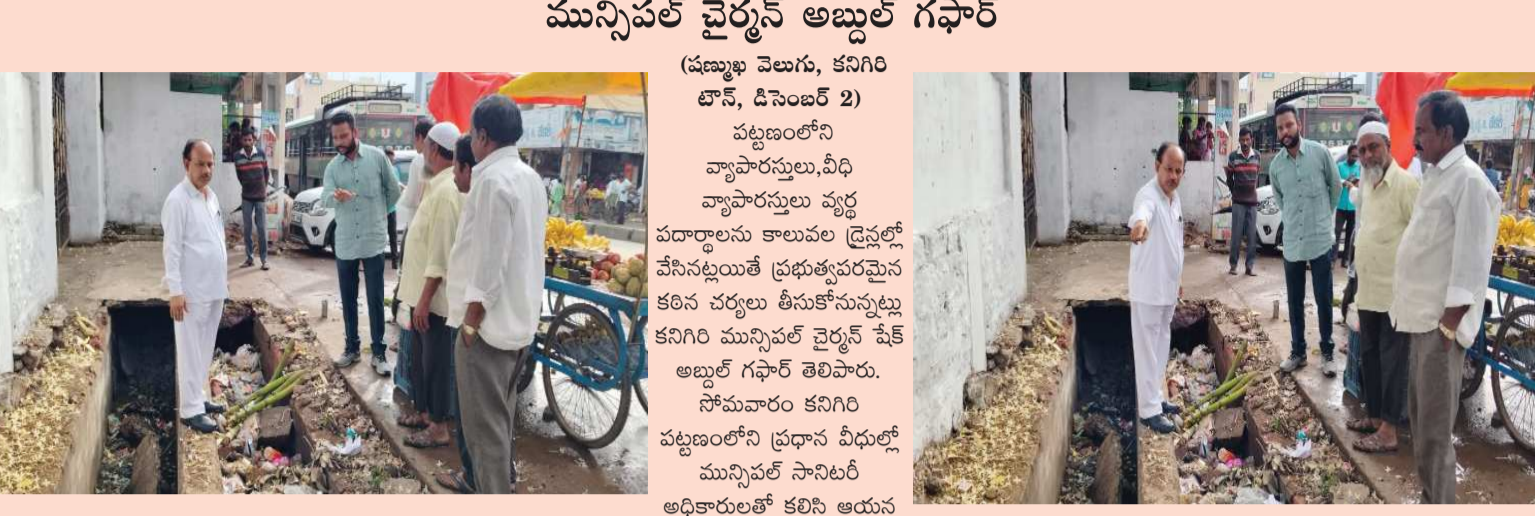 మున్సిపల్ చైర్మన్ అబ్దుల్ గఫార్
(షణ్ముఖ వెలుగు, కనిగిరి
టౌన్, డిసెంబర్ 2)
పట్టణంలోని
వ్యాపారస్తులు,వీధి
వ్యాపారస్తులు వ్యర్థ
పదార్థాలను కాలువల డ్రైన్లల్లో
వేసినట్లయితే ప్రభుత్వపరమైన
కఠిన చర్యలు తీసుకోనున్నట్లు
కనిగిరి మున్సిపల్ చైర్మన్ షేక్
అబ్దుల్ గఫార్ తెలిపారు.
సోమవారం కనిగిరి
పట్టణంలోని ప్రధాన వీధుల్లో
మున్సిపల్ సానిటరీ
అధికారులతో కలిసి ఆయన